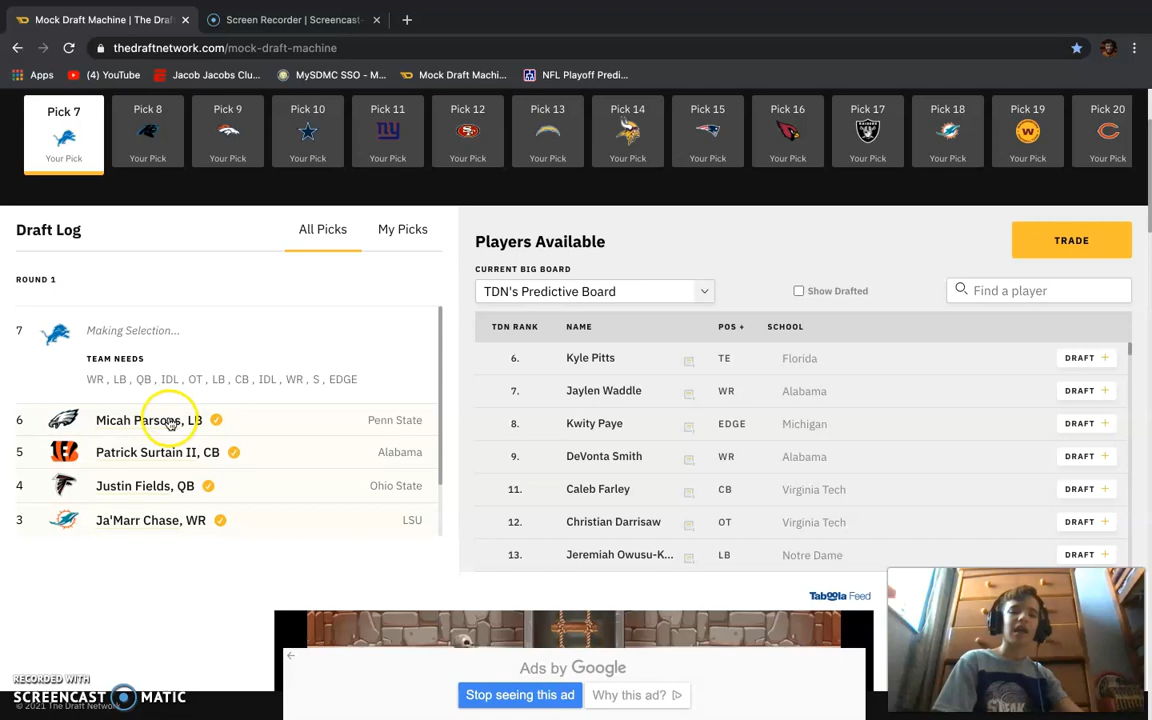 Mock Draft Machine | The Draf
Screen Recorder | Screencast-
thedraftnetwork.com/mock-draft-machine
Apps
(4) YouTube
Jacob Jacobs Clu...
MySDMC SSO - M...
Mock Draft Machi...
NFL Playoff Predi...
Pick 7
Pick 8
Pick 9
Pick 10
Pick 11
Pick 12
Pick 13
Pick 14
Pick 15
Pick 16
Pick 17
Pick 18
Pick 19
Pick 20
Your Pick
Your Pick
Your Pick
Your Pick
Your Pick
Your Pick
Your Pick
Your Pick
Your Pick
Your Pick
Your Pick
Your Pick
Your Pick
Your Pick
Draft Log
All Picks
My Picks
ROUND 1
7
Making Selection...
TEAM NEEDS
WR , LB , QB , IDL , OT , LB , CB , IDL , WR , S , EDGE
6 Micah Parsons, LB Penn State
5 Patrick Surtain II, CB Alabama
4 Justin Fields, QB Ohio State
3 Ja'Marr Chase, WR LSU
Players Available
TRADE
CURRENT BIG BOARD
TDN's Predictive Board
Show Drafted
Find a player
TDN RANK NAME POS + SCHOOL
6. Kyle Pitts TE Florida DRAFT +
7. Jaylen Waddle WR Alabama DRAFT +
8. Kwity Paye EDGE Michigan DRAFT +
9. DeVonta Smith WR Alabama DRAFT +
11. Caleb Farley CB Virginia Tech DRAFT +
12. Christian Darrisaw OT Virginia Tech DRAFT +
13. Jeremiah Owusu-K... LB Notre Dame DRAFT +
Taboola Feed
Ads by Google
Stop seeing this ad
Why this ad?
RECORDED WITH
SCREENCAST MATIC
© 2021 The Draft Network